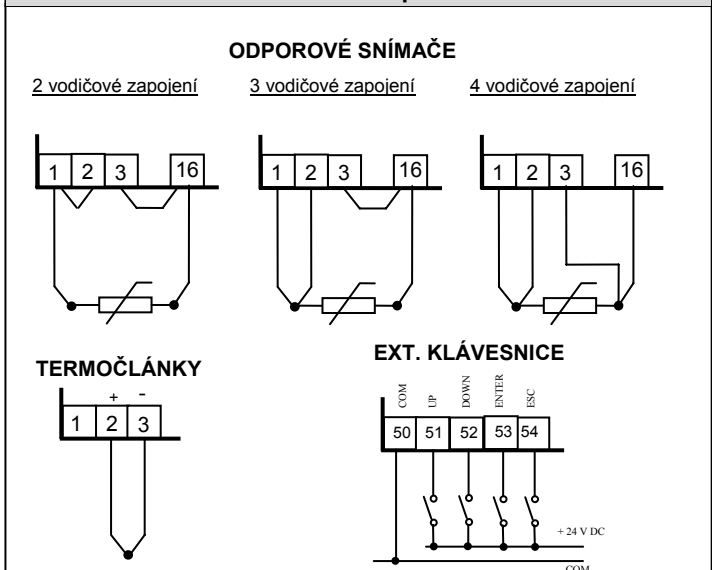 ODPOROVÉ SNÍMAČE
2 vodičové zapojení 3 vodičové zapojení 4 vodičové zapojení
1 2 3 16 1 2 3 16 1 2 3 16
TERMOČLÁNKY
+ -
1 2 3
EXT. KLÁVESNICE
COM UP DOWN ENTER ESC
50 51 52 53 54
+ 24 V DC
COM